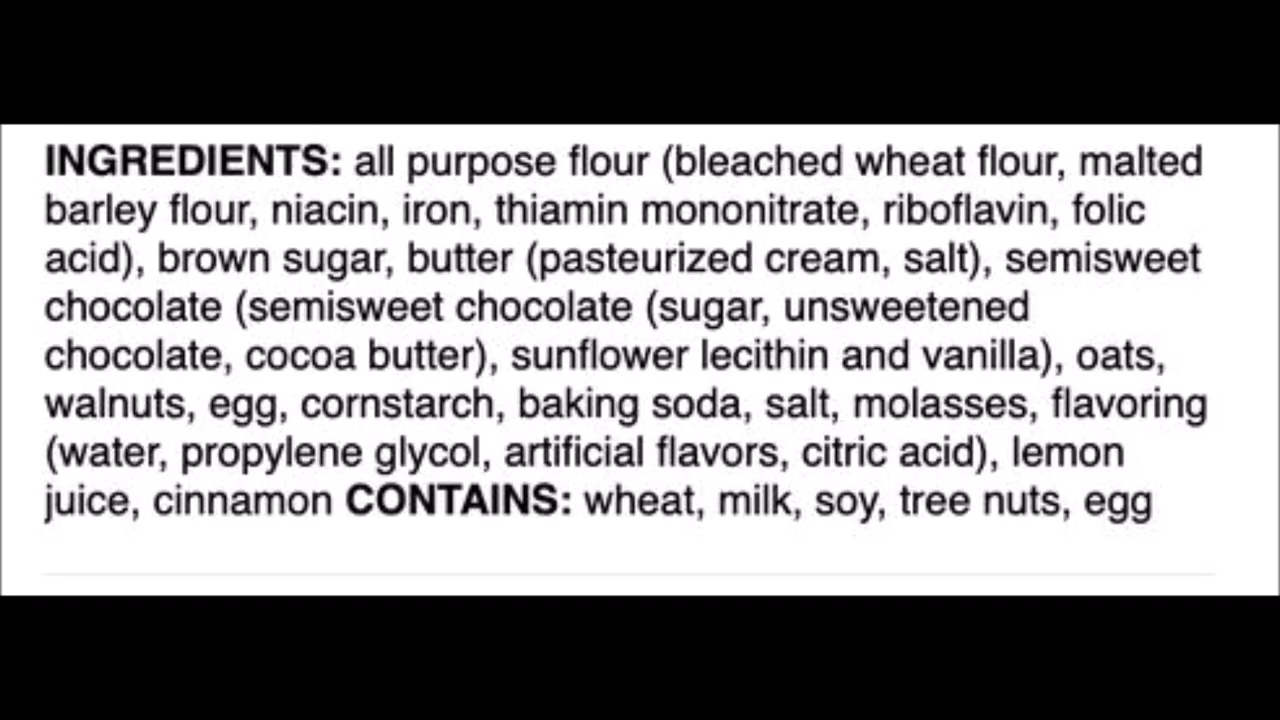 INGREDIENTS: all purpose flour (bleached wheat flour, malted
barley flour, niacin, iron, thiamin mononitrate, riboflavin, folic
acid), brown sugar, butter (pasteurized cream, salt), semisweet
chocolate (semisweet chocolate (sugar, unsweetened
chocolate, cocoa butter), sunflower lecithin and vanilla), oats,
walnuts, egg, cornstarch, baking soda, salt, molasses, flavoring
(water, propylene glycol, artificial flavors, citric acid), lemon
juice, cinnamon CONTAINS: wheat, milk, soy, tree nuts, egg